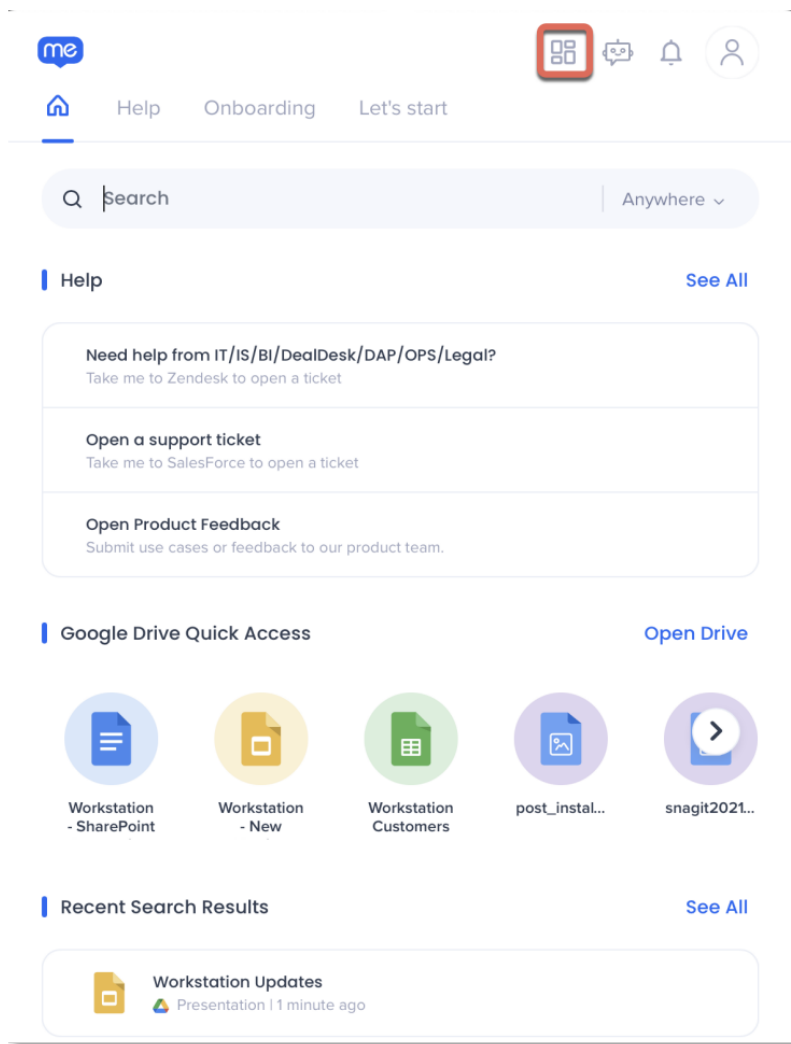 me
Help Onboarding Let's start
Search Anywhere
Help See All
Need help from IT/IS/BI/DealDesk/DAP/OPS/Legal?
Take me to Zendesk to open a ticket
Open a support ticket
Take me to SalesForce to open a ticket
Open Product Feedback
Submit use cases or feedback to our product team.
Google Drive Quick Access Open Drive
Workstation - SharePoint
Workstation - New
Workstation Customers
post_instal...
snagit2021...
Recent Search Results See All
Workstation Updates
Presentation | 1 minute ago